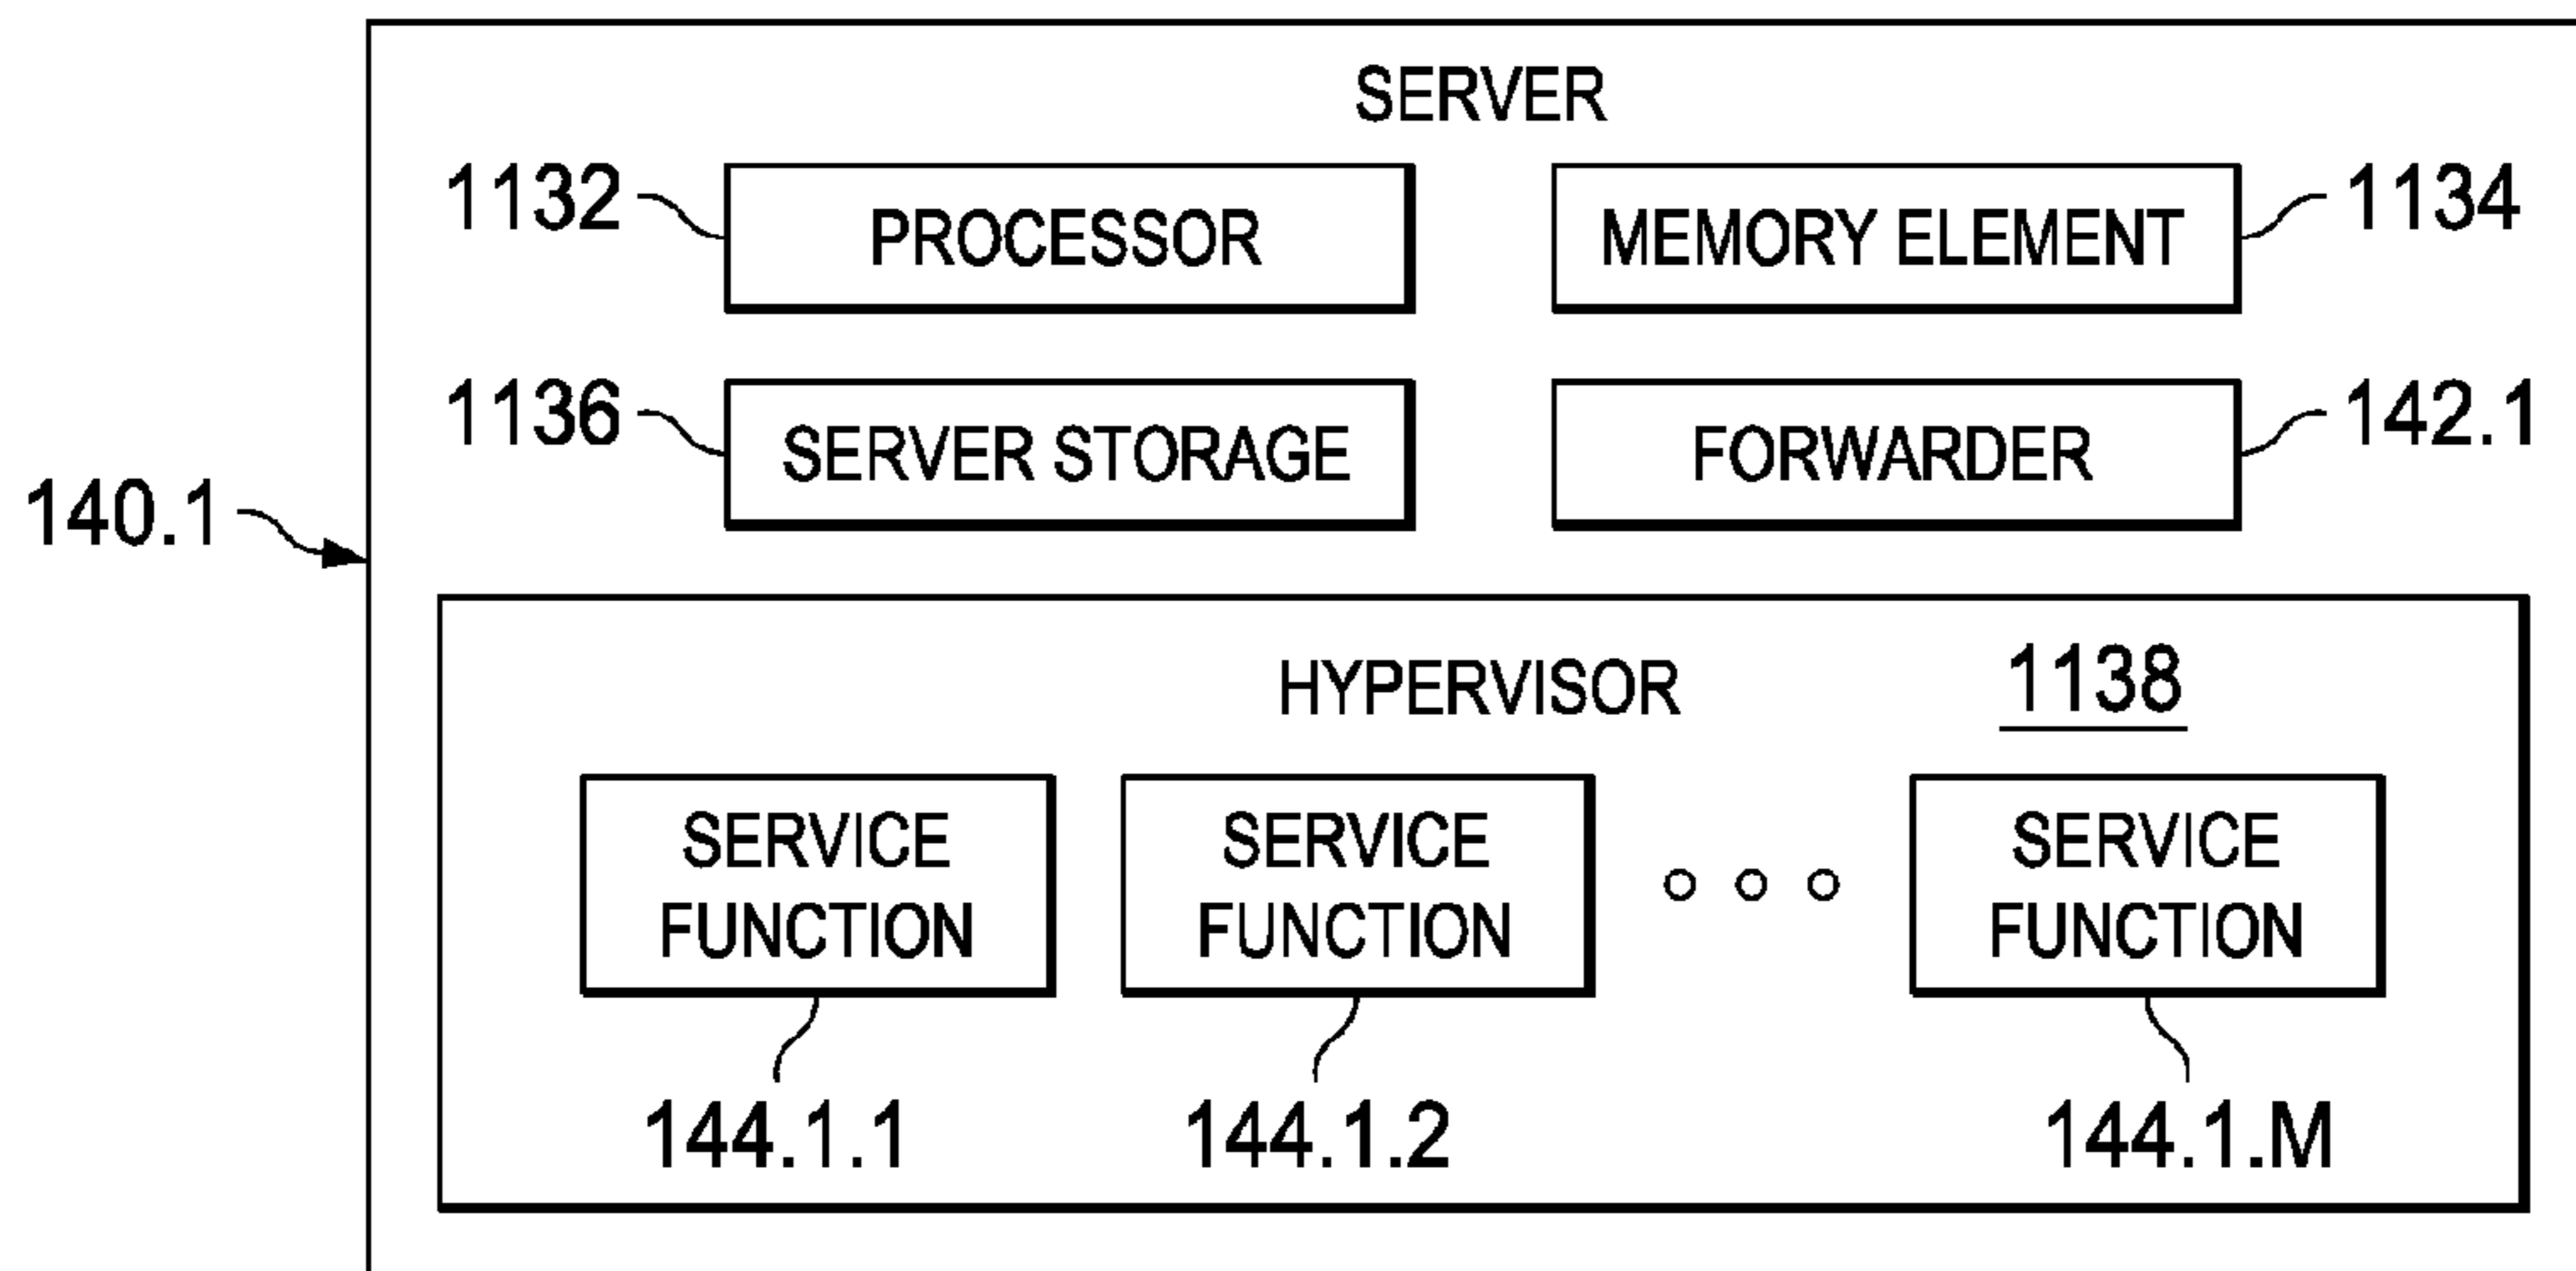 SERVER
1132 PROCESSOR MEMORY ELEMENT 1134
1136 SERVER STORAGE FORWARDER 142.1
140.1
HYPERVISOR 1138
SERVICE FUNCTION
SERVICE FUNCTION
SERVICE FUNCTION
144.1.1 144.1.2 144.1.M